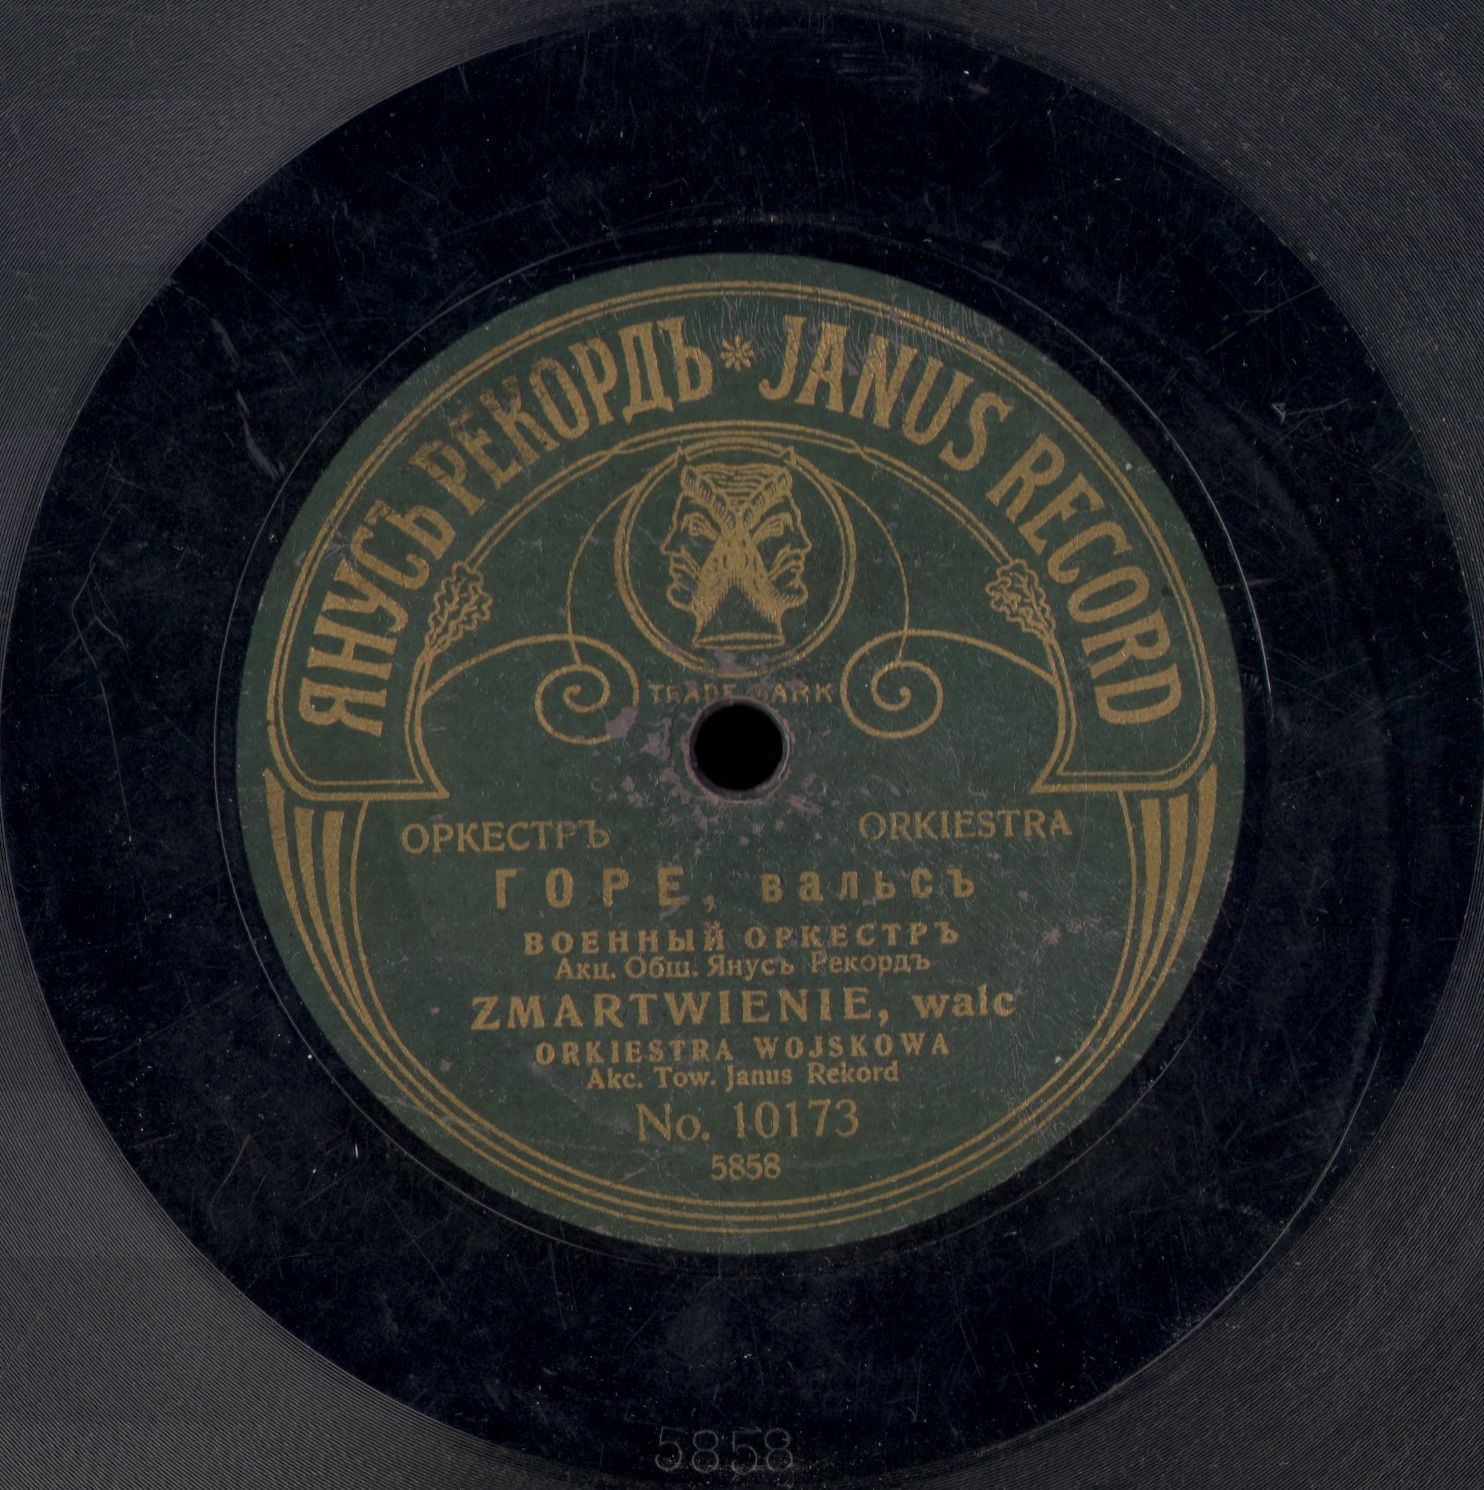 ЯНУСЪ РЕКОРДЪ * JANUS RECORD
TRADE MARK
ОРКЕСТРЪ ORKIESTRA
ГОРЕ, вальсъ
ВОЕННЫЙ ОРКЕСТРЪ
Акц. Общ. Янусъ Рекордъ
ZMARTWIENIE, walc
ORKIESTRA WOJSKOWA
Akc. Tow. Janus Rekord
No. 10173
5858
5858